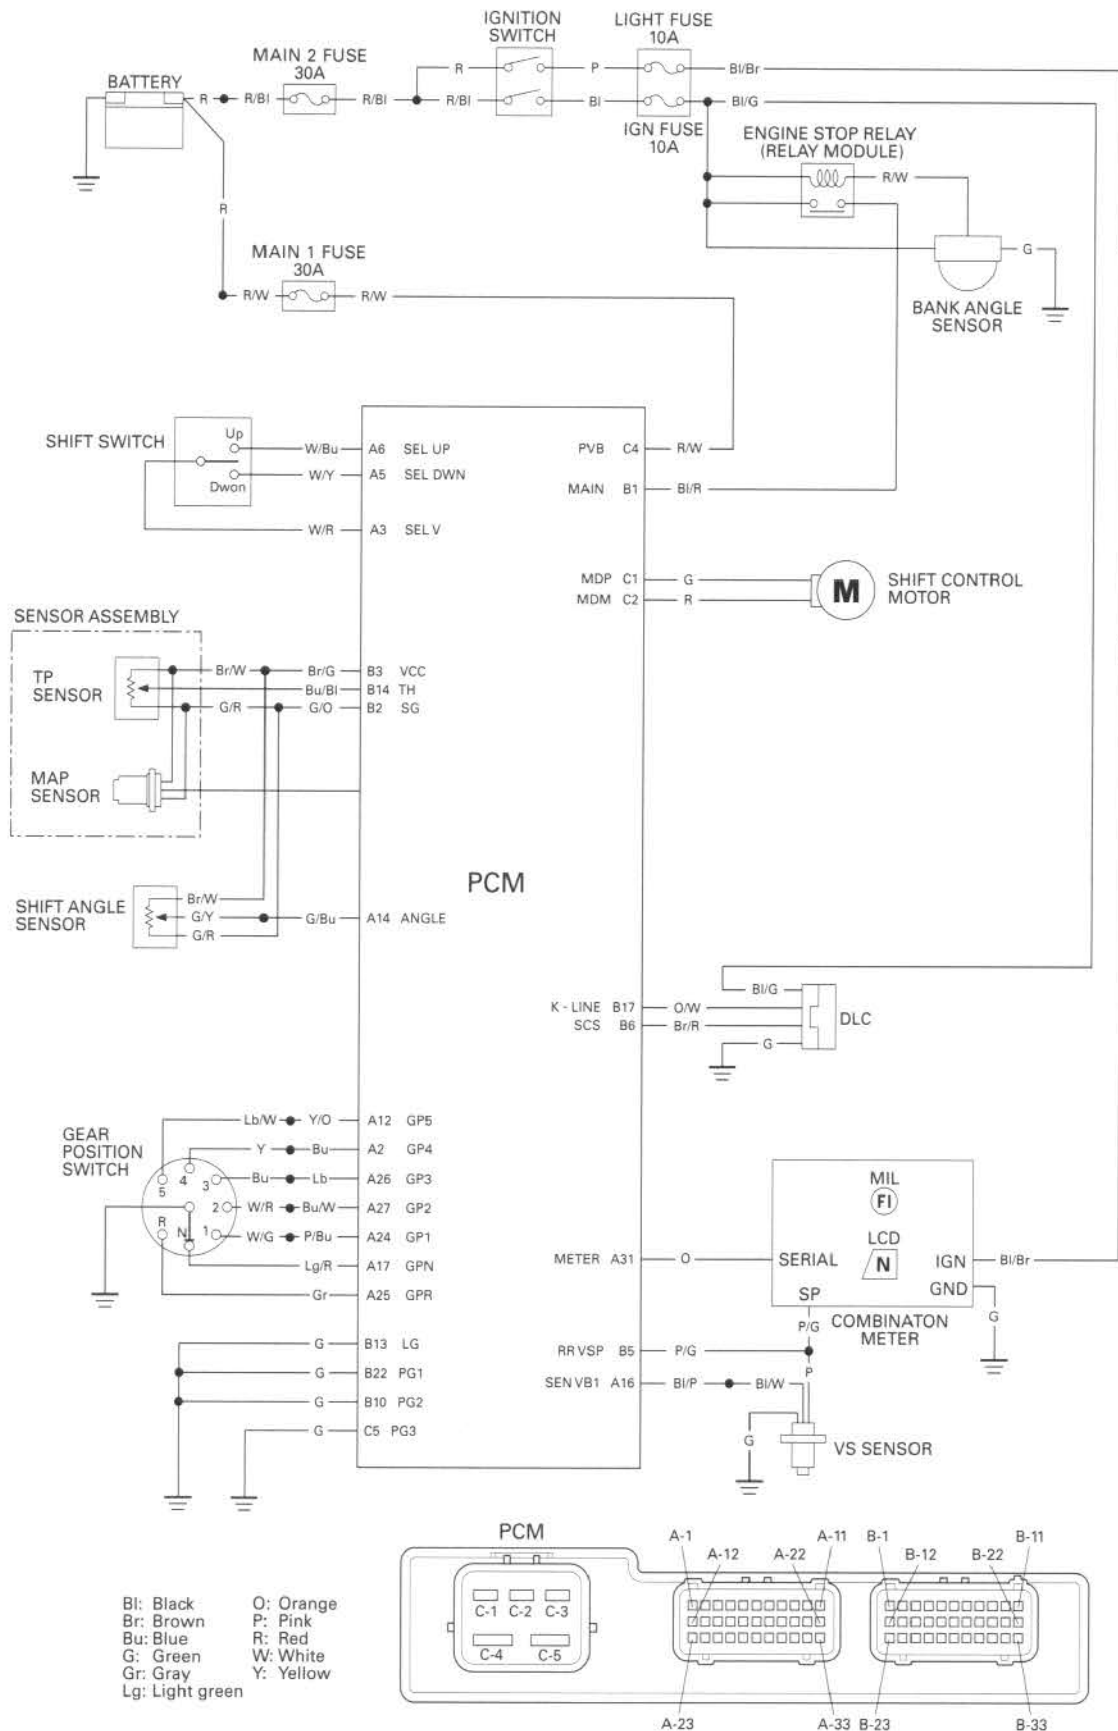 IGNITION
SWITCH
LIGHT FUSE
10A
MAIN 2 FUSE
30A
BATTERY
R
R/Bl
R/Bl
R
R/Bl
P
Bl
Bl/Br
Bl/G
IGN FUSE
10A
ENGINE STOP RELAY
(RELAY MODULE)
R/W
R
G
BANK ANGLE
SENSOR
MAIN 1 FUSE
30A
R/W
R/W
SHIFT SWITCH
Up
Dwon
W/Bu A6 SEL UP
W/Y A5 SEL DWN
W/R A3 SEL V
PVB C4 R/W
MAIN B1 Bl/R
MDP C1 G
MDM C2 R
M
SHIFT CONTROL
MOTOR
SENSOR ASSEMBLY
TP
SENSOR
Br/W Br/G B3 VCC
Bu/Bl B14 TH
G/R G/O B2 SG
MAP
SENSOR
PCM
SHIFT ANGLE
SENSOR
Br/W
G/Y G/Bu A14 ANGLE
G/R
Bl/G
K - LINE B17 O/W
SCS B6 Br/R
G
DLC
GEAR
POSITION
SWITCH
5
4
3
2
1
N
R
Lb/W Y/O A12 GP5
Y Bu A2 GP4
Bu Lb A26 GP3
W/R Bu/W A27 GP2
W/G P/Bu A24 GP1
Lg/R A17 GPN
Gr A25 GPR
G B13 LG
G B22 PG1
G B10 PG2
G C5 PG3
METER A31 O
MIL
FI
LCD
N
SERIAL
IGN Bl/Br
GND
G
SP
P/G
COMBINATON
METER
RR VSP B5 P/G
P
SEN VB1 A16 Bl/P Bl/W
G
VS SENSOR
PCM
C-1 C-2 C-3
C-4 C-5
A-1
A-11
A-12
A-22
A-23
A-33
B-1
B-11
B-12
B-22
B-23
B-33
Bl: Black
Br: Brown
Bu: Blue
G: Green
Gr: Gray
Lg: Light green
O: Orange
P: Pink
R: Red
W: White
Y: Yellow